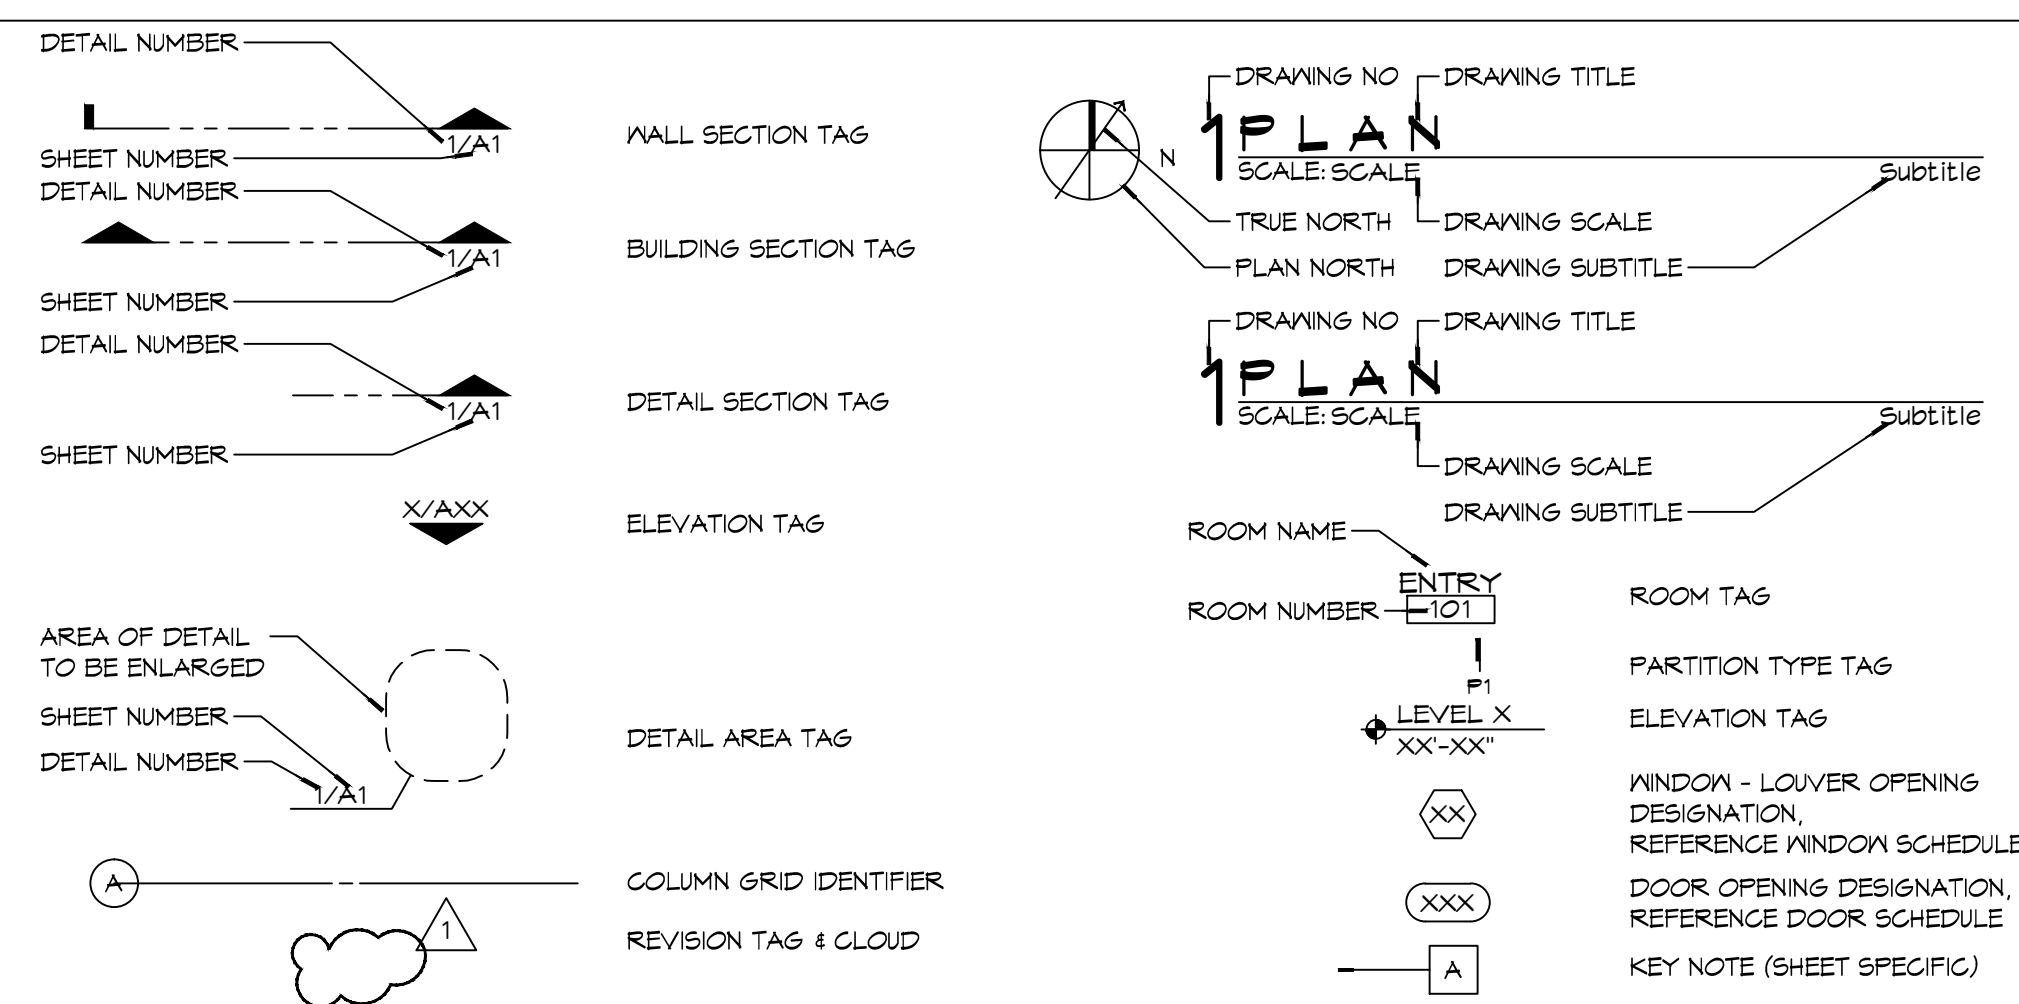 DETAIL NUMBER
1/A1
WALL SECTION TAG
SHEET NUMBER
DETAIL NUMBER
1/A1
BUILDING SECTION TAG
SHEET NUMBER
DETAIL NUMBER
1/A1
DETAIL SECTION TAG
SHEET NUMBER
X/AXX
ELEVATION TAG
AREA OF DETAIL
TO BE ENLARGED
SHEET NUMBER
DETAIL NUMBER
1/A1
DETAIL AREA TAG
A
COLUMN GRID IDENTIFIER
1
REVISION TAG & CLOUD
DRAWING NO
DRAWING TITLE
N
1 PLAN
SCALE: SCALE
Subtitle
TRUE NORTH
DRAWING SCALE
PLAN NORTH
DRAWING SUBTITLE
DRAWING NO
DRAWING TITLE
1 PLAN
SCALE: SCALE
Subtitle
DRAWING SCALE
DRAWING SUBTITLE
ROOM NAME
ENTRY
ROOM NUMBER
101
ROOM TAG
P1
PARTITION TYPE TAG
LEVEL X
XX'-XX"
ELEVATION TAG
XX
WINDOW - LOUVER OPENING
DESIGNATION,
REFERENCE WINDOW SCHEDULE
XXX
DOOR OPENING DESIGNATION,
REFERENCE DOOR SCHEDULE
A
KEY NOTE (SHEET SPECIFIC)